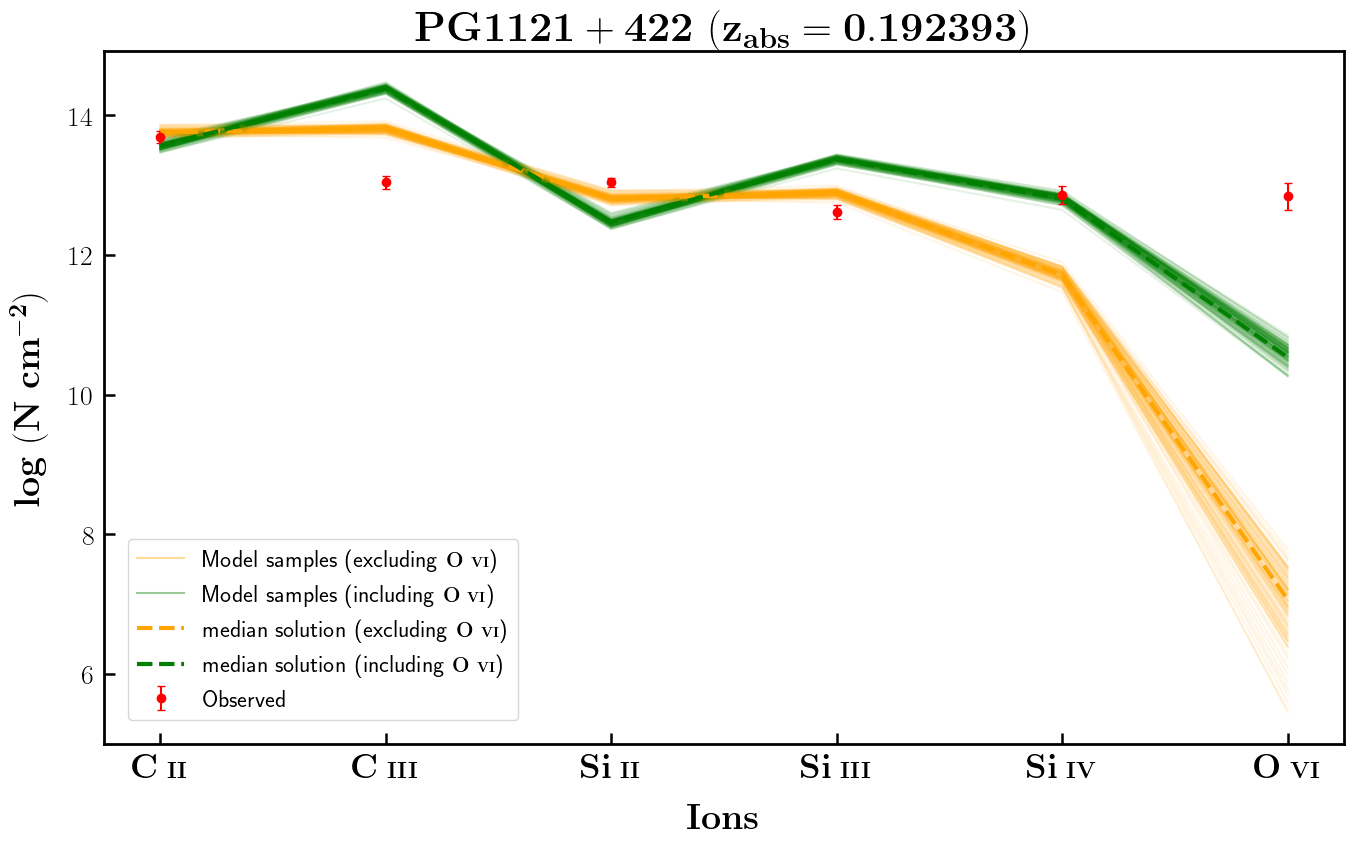 PG1121 + 422 (z_abs = 0.192393)
log (N cm⁻²)
14
12
10
8
6
Model samples (excluding O VI)
Model samples (including O VI)
median solution (excluding O VI)
median solution (including O VI)
Observed
C II C III Si II Si III Si IV O VI
Ions